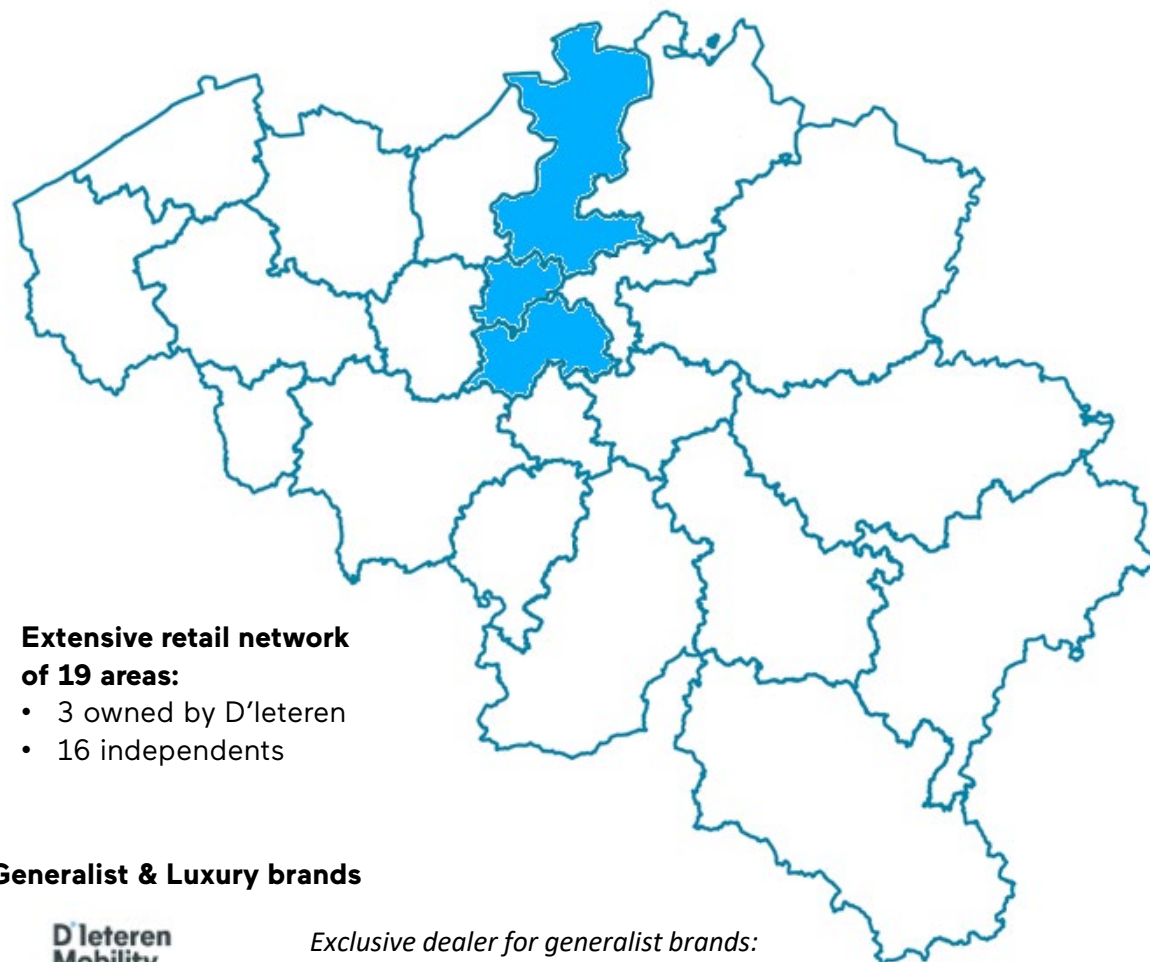 Extensive retail network
of 19 areas:
• 3 owned by D'Ieteren
• 16 independents
Generalist & Luxury brands
D'Ieteren
Mobility
Exclusive dealer for generalist brands: